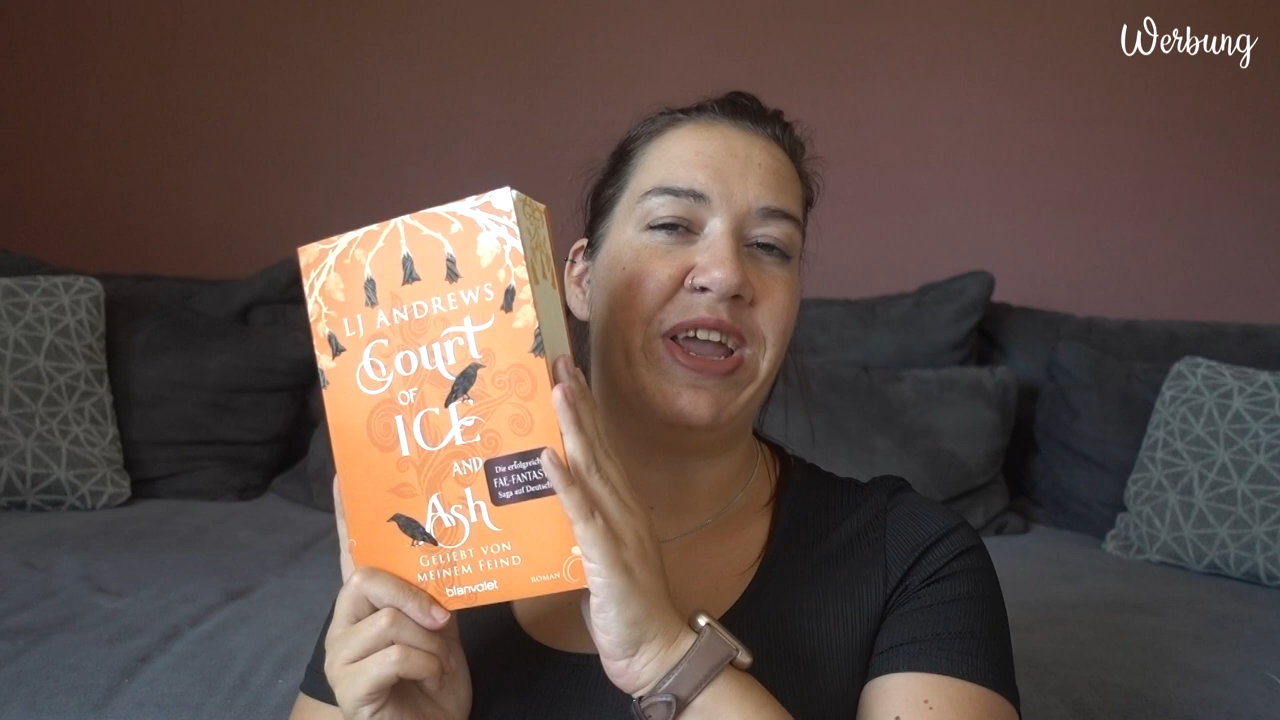 Werbung
LJ ANDREWS
Court
OF
ICE
AND
Ash
Die erfolgreiche
FAE-FANTASY
Saga auf Deutsch
GELIEBT VON
MEINEM FEIND
ROMAN
blanvalet